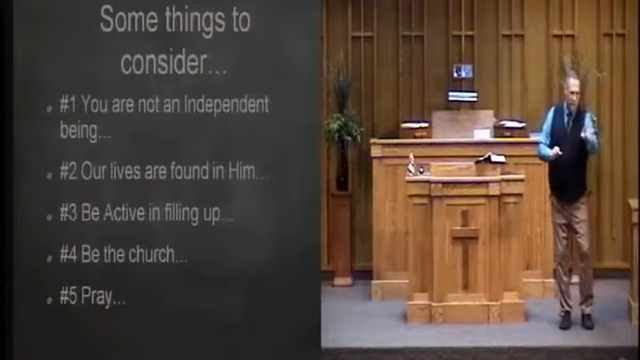 Some things to
consider...
#1 You are not an Independent
being...
#2 Our lives are found in Him...
#3 Be Active in filling up...
#4 Be the church...
#5 Pray...